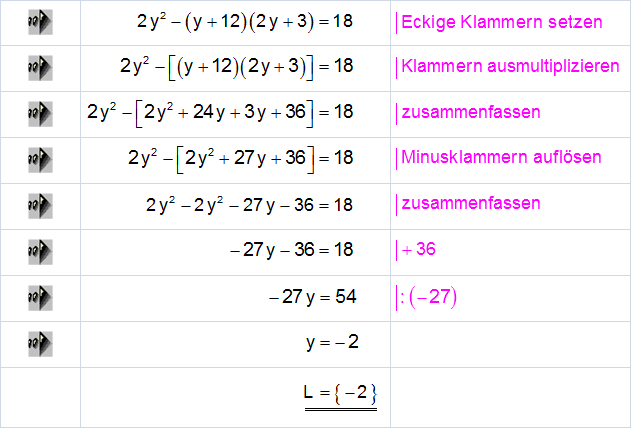 2y² − (y + 12)(2y + 3) = 18 | Eckige Klammern setzen
2y² − [(y + 12)(2y + 3)] = 18 | Klammern ausmultiplizieren
2y² − [2y² + 24y + 3y + 36] = 18 | zusammenfassen
2y² − [2y² + 27y + 36] = 18 | Minusklammern auflösen
2y² − 2y² − 27y − 36 = 18 | zusammenfassen
− 27y − 36 = 18 | + 36
− 27y = 54 | : (− 27)
y = − 2
L = {− 2}